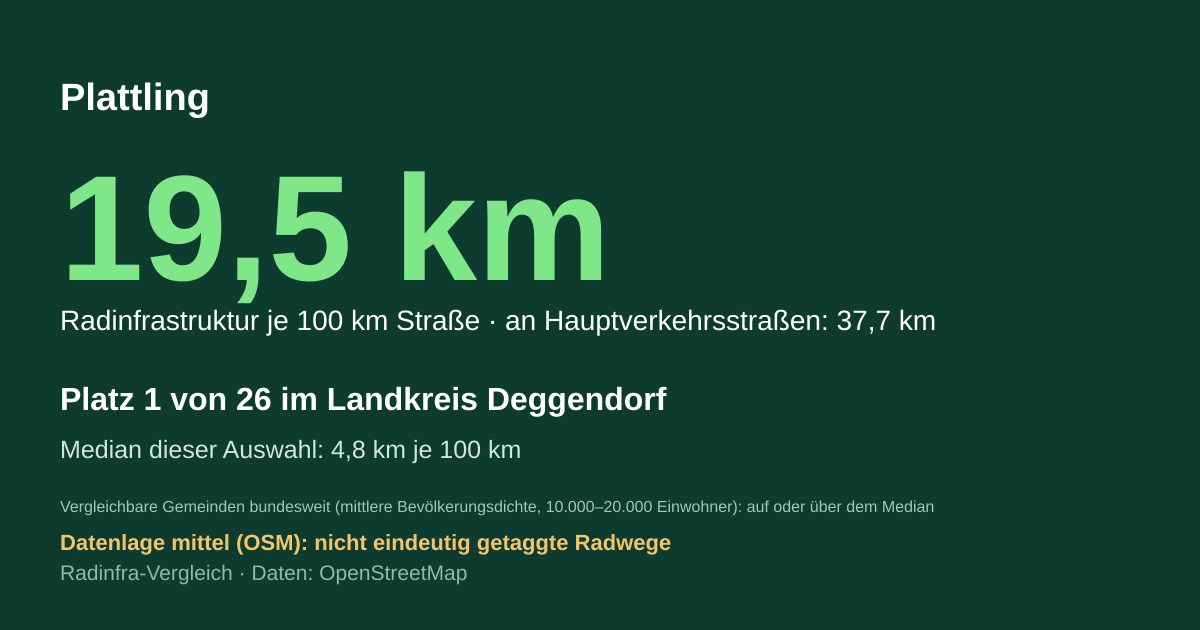 Plattling
19,5 km
Radinfrastruktur je 100 km Straße · an Hauptverkehrsstraßen: 37,7 km
Platz 1 von 26 im Landkreis Deggendorf
Median dieser Auswahl: 4,8 km je 100 km
Vergleichbare Gemeinden bundesweit (mittlere Bevölkerungsdichte, 10.000–20.000 Einwohner): auf oder über dem Median
Datenlage mittel (OSM): nicht eindeutig getaggte Radwege
Radinfra-Vergleich · Daten: OpenStreetMap